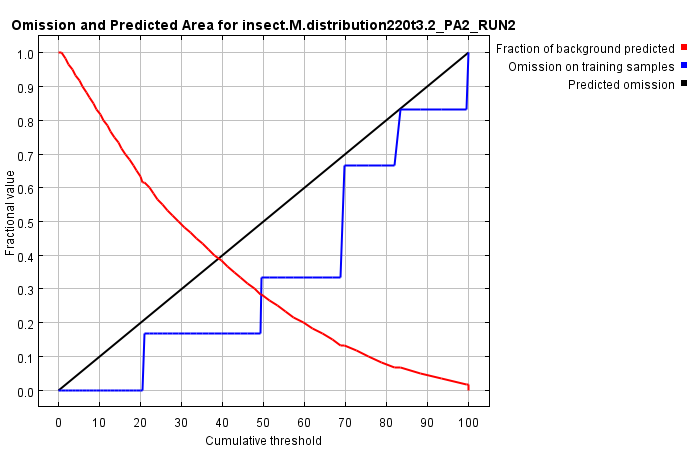 Omission and Predicted Area for insect.M.distribution220t3.2_PA2_RUN2
Fraction of background predicted
Omission on training samples
Predicted omission
1.0
0.9
0.8
0.7
0.6
0.5
0.4
0.3
0.2
0.1
0.0
Fractional value
0 10 20 30 40 50 60 70 80 90 100
Cumulative threshold